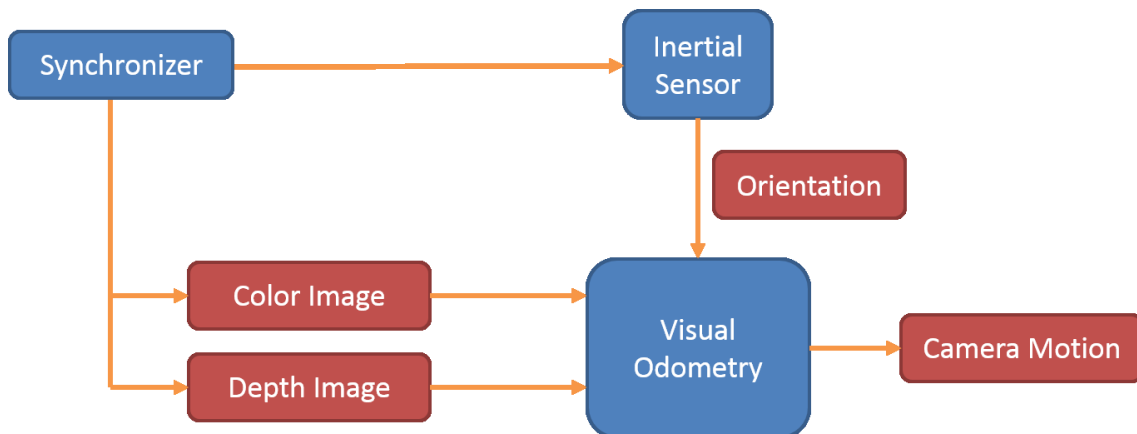 Synchronizer
Inertial
Sensor
Orientation
Color Image
Depth Image
Visual
Odometry
Camera Motion